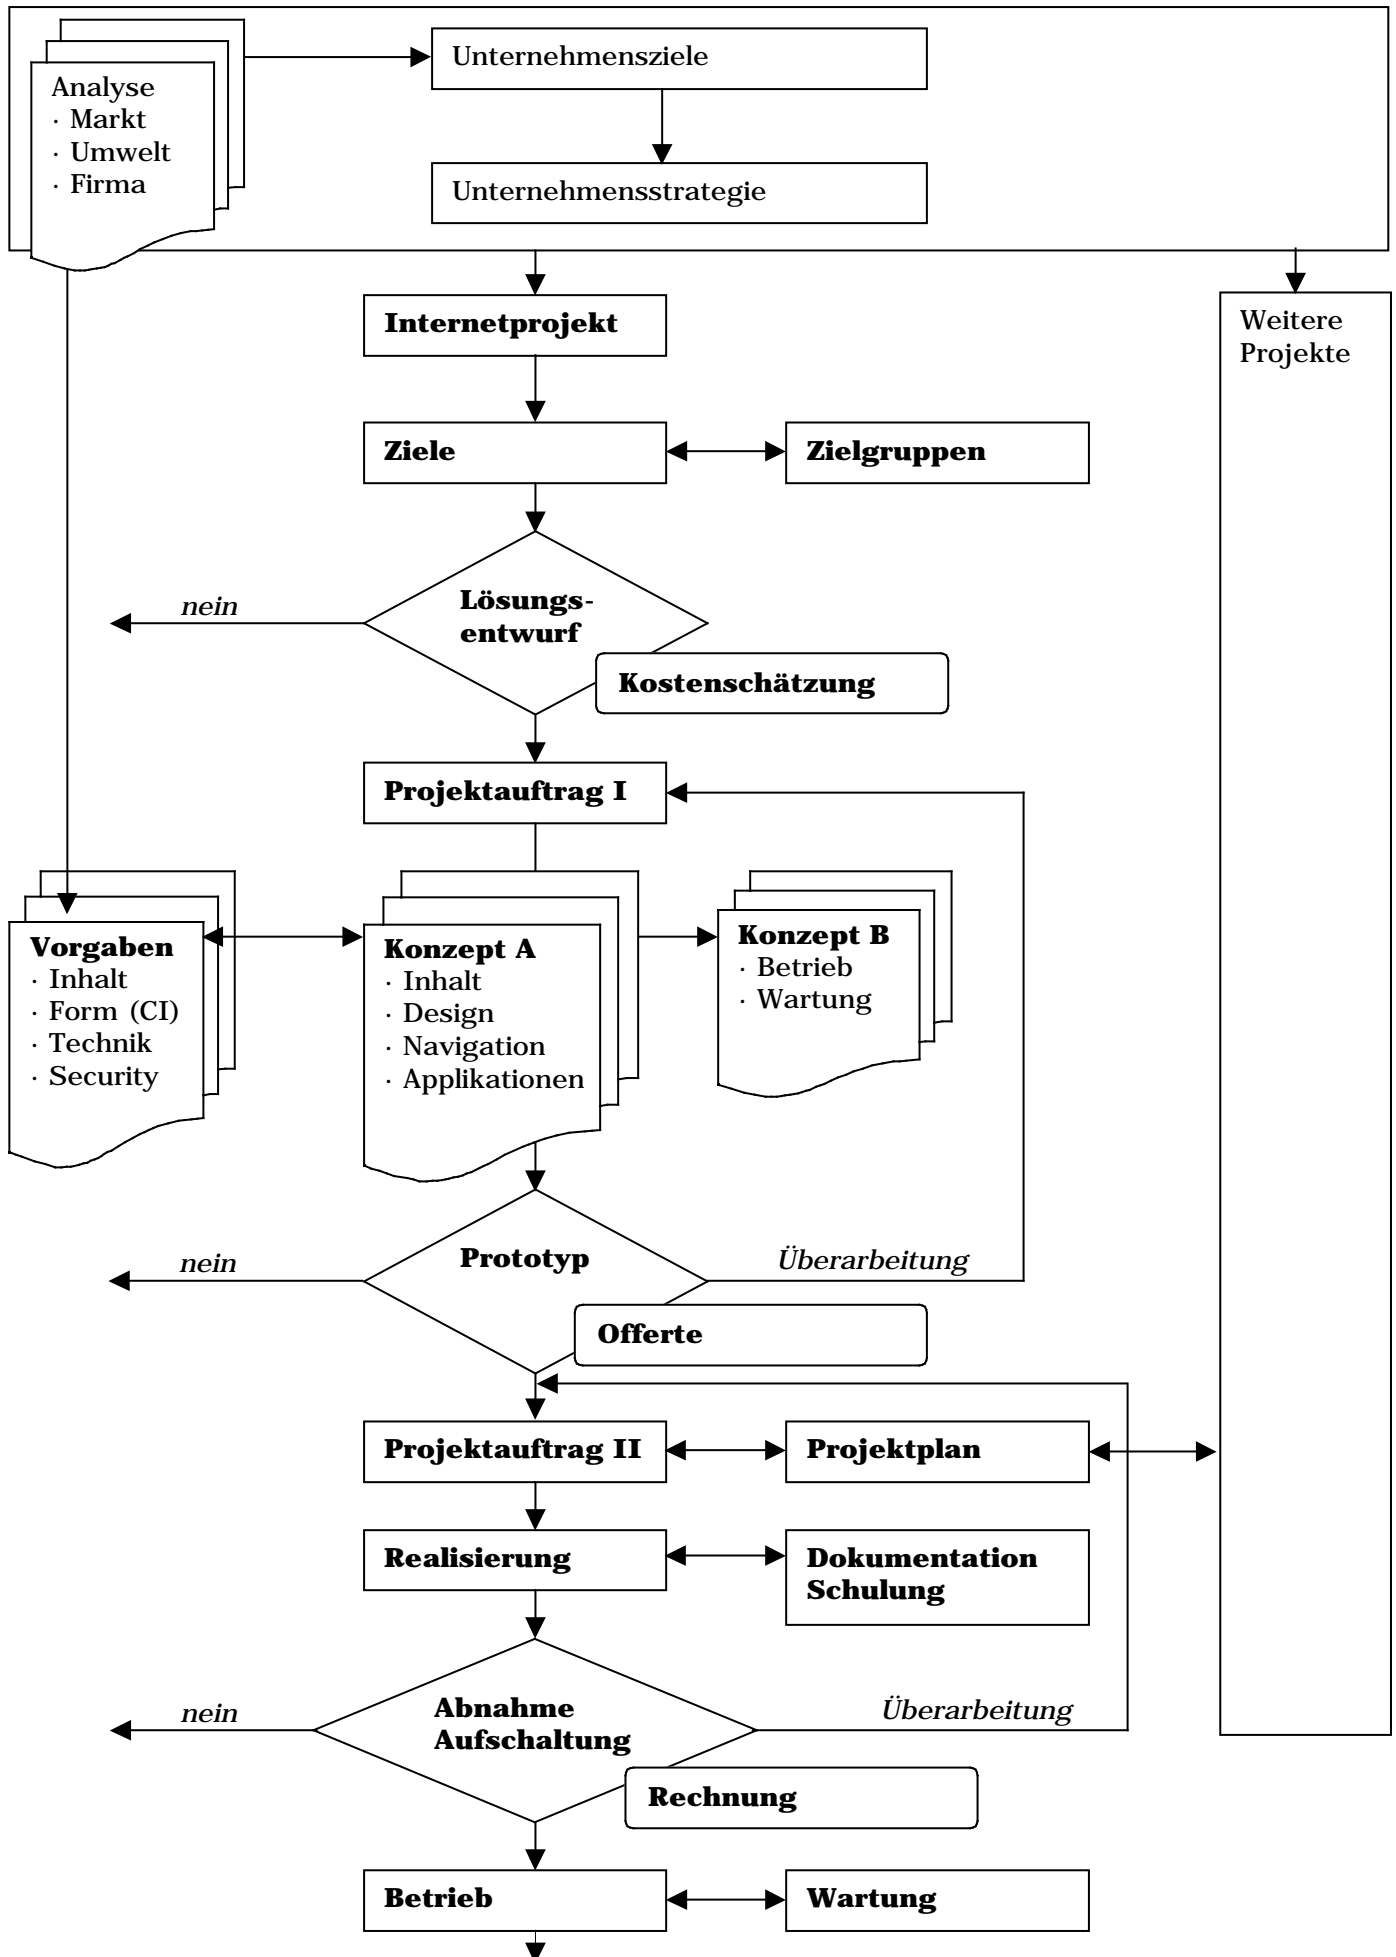 Unternehmensziele
Analyse
· Markt
· Umwelt
· Firma
Unternehmensstrategie
Internetprojekt
Weitere
Projekte
Ziele
Zielgruppen
Lösungs-
entwurf
nein
Kostenschätzung
Projektauftrag I
Vorgaben
· Inhalt
· Form (CI)
· Technik
· Security
Konzept A
· Inhalt
· Design
· Navigation
· Applikationen
Konzept B
· Betrieb
· Wartung
nein
Prototyp
Überarbeitung
Offerte
Projektauftrag II
Projektplan
Realisierung
Dokumentation
Schulung
nein
Abnahme
Aufschaltung
Überarbeitung
Rechnung
Betrieb
Wartung